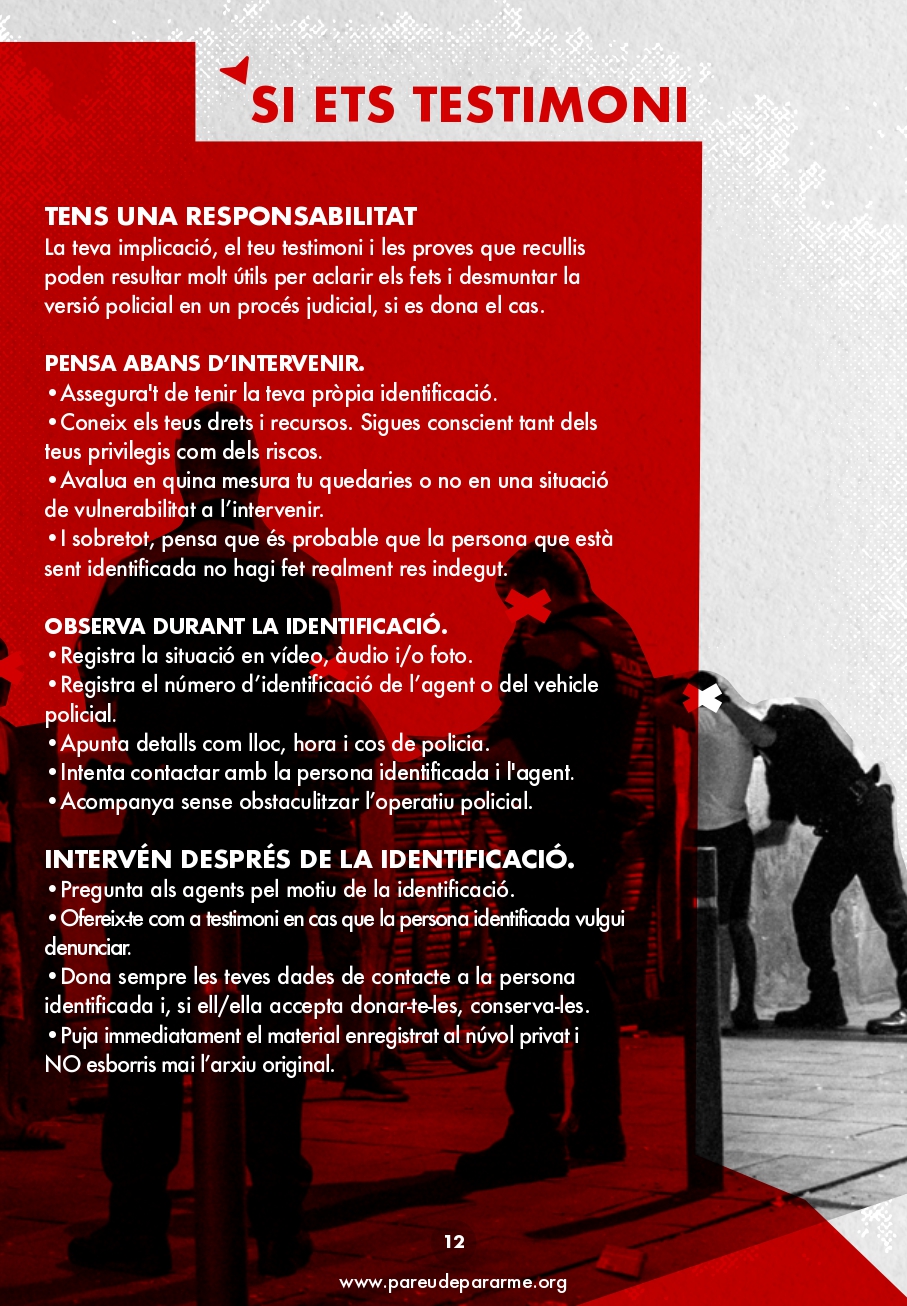 SI ETS TESTIMONI
TENS UNA RESPONSABILITAT
La teva implicació, el teu testimoni i les proves que recullis
poden resultar molt útils per aclarir els fets i desmuntar la
versió policial en un procés judicial, si es dona el cas.
PENSA ABANS D’INTERVENIR.
•Assegura't de tenir la teva pròpia identificació.
•Coneix els teus drets i recursos. Sigues conscient tant dels
teus privilegis com dels riscos.
•Avalua en quina mesura tu quedaries o no en una situació
de vulnerabilitat a l’intervenir.
•I sobretot, pensa que és probable que la persona que està
sent identificada no hagi fet realment res indegut.
OBSERVA DURANT LA IDENTIFICACIÓ.
•Registra la situació en vídeo, àudio i/o foto.
•Registra el número d’identificació de l’agent o del vehicle
policial.
•Apunta detalls com lloc, hora i cos de policia.
•Intenta contactar amb la persona identificada i l'agent.
•Acompanya sense obstaculitzar l’operatiu policial.
INTERVÉN DESPRÉS DE LA IDENTIFICACIÓ.
•Pregunta als agents pel motiu de la identificació.
•Ofereix-te com a testimoni en cas que la persona identificada vulgui
denunciar.
•Dona sempre les teves dades de contacte a la persona
identificada i, si ell/ella accepta donar-te-les, conserva-les.
•Puja immediatament el material enregistrat al núvol privat i
NO esborris mai l’arxiu original.
12
www.pareudepararme.org